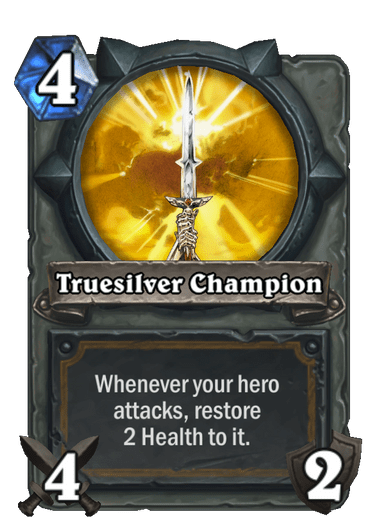 4
Truesilver Champion
Whenever your hero
attacks, restore
2 Health to it.
4
2